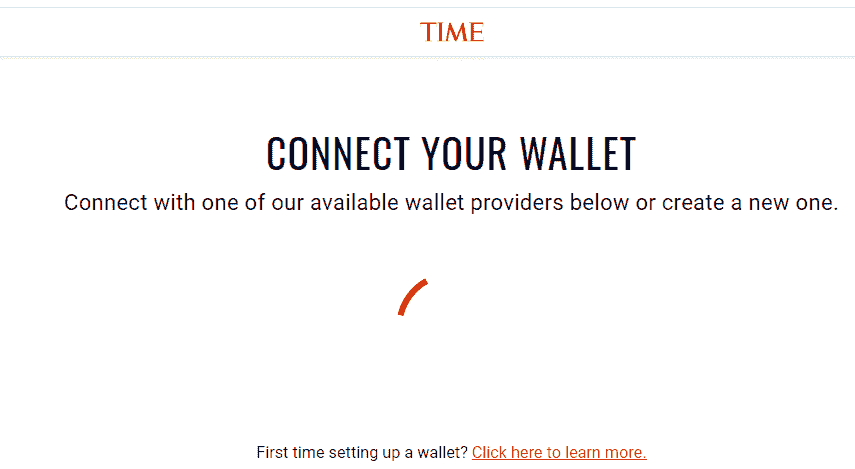 TIME
CONNECT YOUR WALLET
Connect with one of our available wallet providers below or create a new one.
First time setting up a wallet? Click here to learn more.